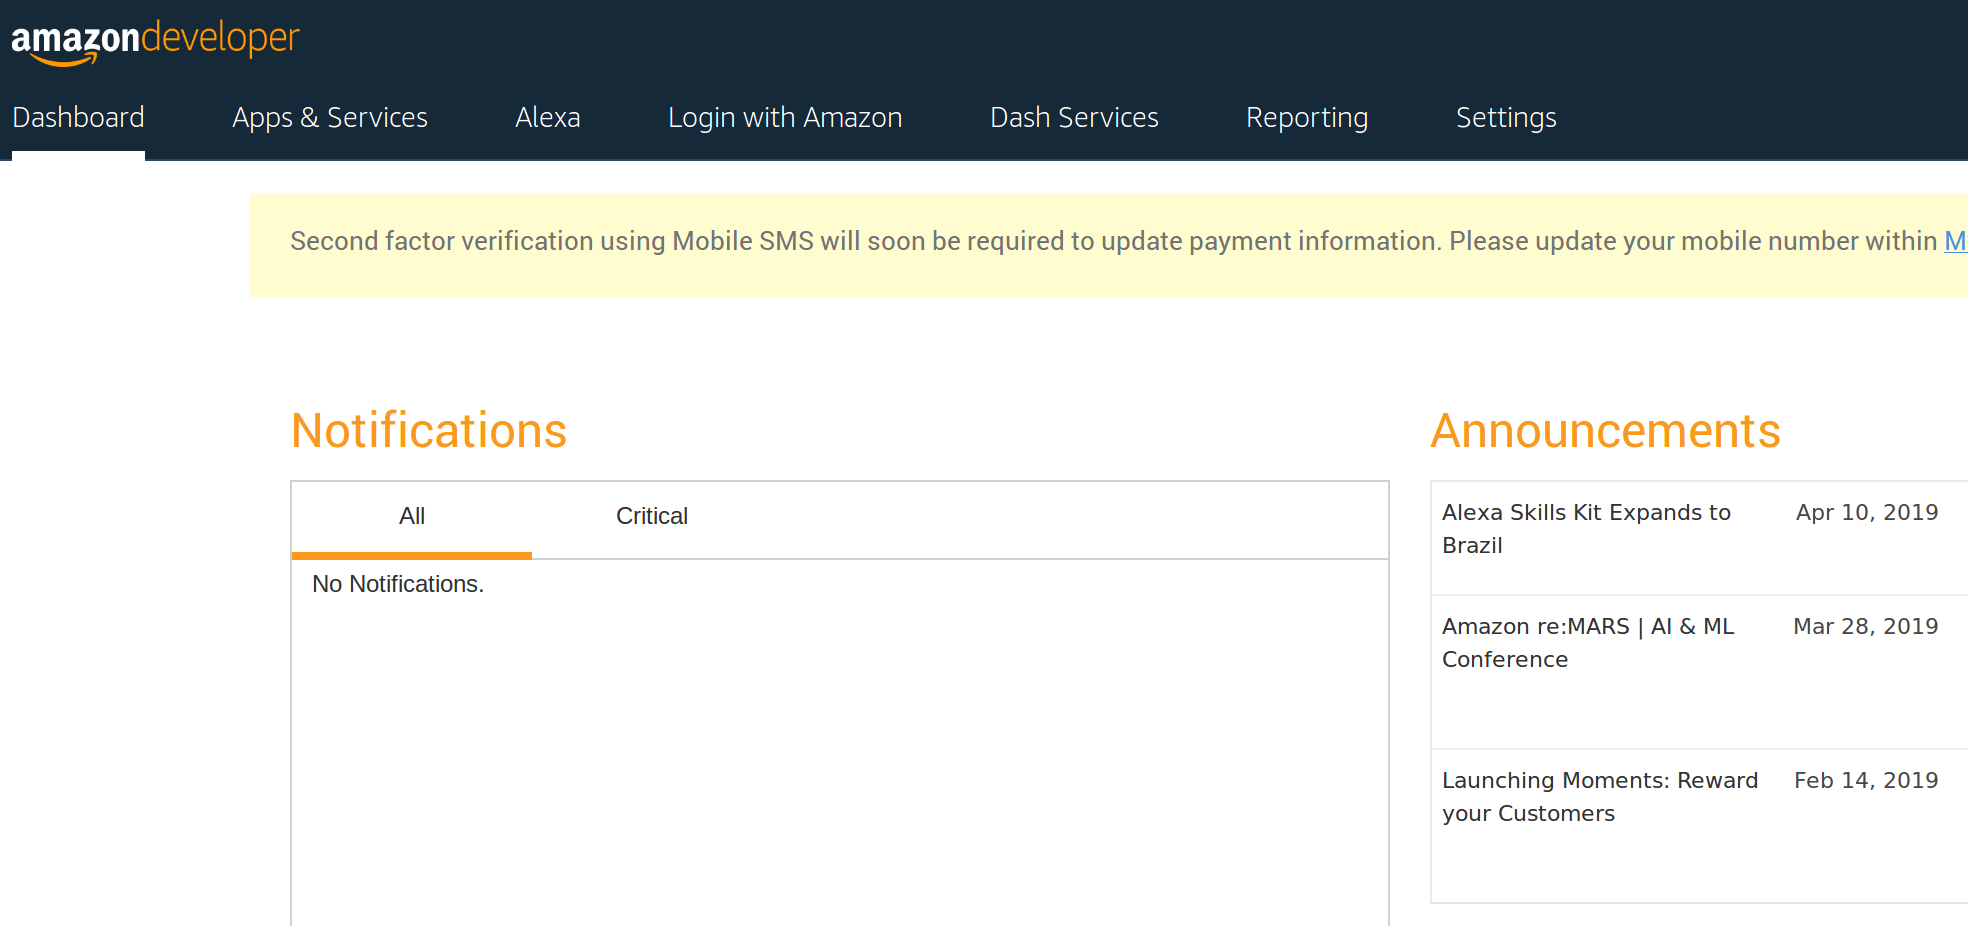 amazondeveloper
Dashboard Apps & Services Alexa Login with Amazon Dash Services Reporting Settings
Second factor verification using Mobile SMS will soon be required to update payment information. Please update your mobile number within
Notifications
All Critical
No Notifications.
Announcements
Alexa Skills Kit Expands to Apr 10, 2019
Brazil
Amazon re:MARS | AI & ML Mar 28, 2019
Conference
Launching Moments: Reward Feb 14, 2019
your Customers